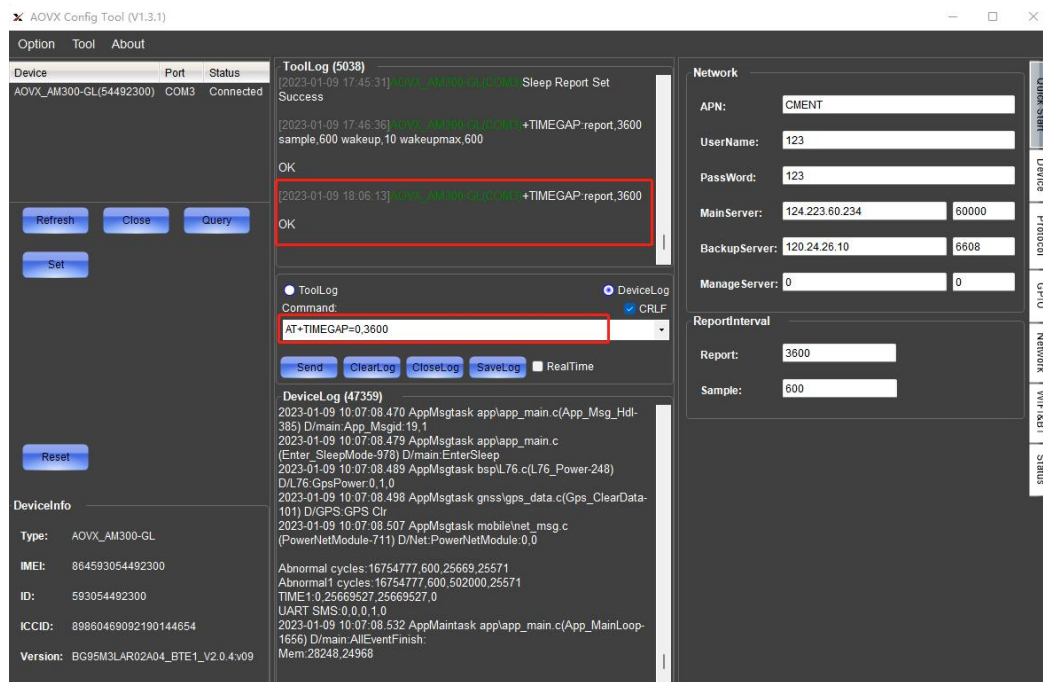 AOVX Config Tool (V1.3.1)
Option Tool About
Device Port Status
AOVX_AM300-GL(54492300) COM3 Connected
Refresh Close Query
Set
Reset
DeviceInfo
Type: AOVX_AM300-GL
IMEI: 864593054492300
ID: 593054492300
ICCID: 89860469092190144654
Version: BG95M3LAR02A04_BTE1_V2.0.4:v09
ToolLog (5038)
[2023-01-09 17:45:31]AOVX_AM300-GL(COM3) Sleep Report Set
Success
[2023-01-09 17:46:36]AOVX_AM300-GL(COM3) +TIMEGAP:report,3600
sample,600 wakeup,10 wakeupmax,600
OK
[2023-01-09 18:06:13]AOVX_AM300-GL(COM3) +TIMEGAP:report,3600
OK
ToolLog DeviceLog
Command: CRLF
AT+TIMEGAP=0,3600
Send ClearLog CloseLog SaveLog RealTime
DeviceLog (47359)
2023-01-09 10:07:08.470 AppMsgtask app\app_main.c(App_Msg_Hdl-
385) D/main:App_Msgid:19,1
2023-01-09 10:07:08.479 AppMsgtask app\app_main.c
(Enter_SleepMode-978) D/main:EnterSleep
2023-01-09 10:07:08.489 AppMsgtask bsp\L76.c(L76_Power-248)
D/L76:GpsPower:0,1,0
2023-01-09 10:07:08.498 AppMsgtask gnss\gps_data.c(Gps_ClearData-
101) D/GPS:GPS Clr
2023-01-09 10:07:08.507 AppMsgtask mobile\net_msg.c
(PowerNetModule-711) D/Net:PowerNetModule:0,0
Abnormal cycles:16754777,600,25669,25571
Abnormal1 cycles:16754777,600,502000,25571
TIME1:0,25669527,25669527,0
UART SMS:0,0,0,1,0
2023-01-09 10:07:08.532 AppMaintask app\app_main.c(App_MainLoop-
1656) D/main:AllEventFinish:
Mem:28248,24968
Network
APN: CMENT
UserName: 123
PassWord: 123
MainServer: 124.223.60.234 60000
BackupServer: 120.24.26.10 6608
ManageServer: 0 0
ReportInterval
Report: 3600
Sample: 600
Quick Start
Device
Protocol
GPIO
Network
WIFI&BT
Status